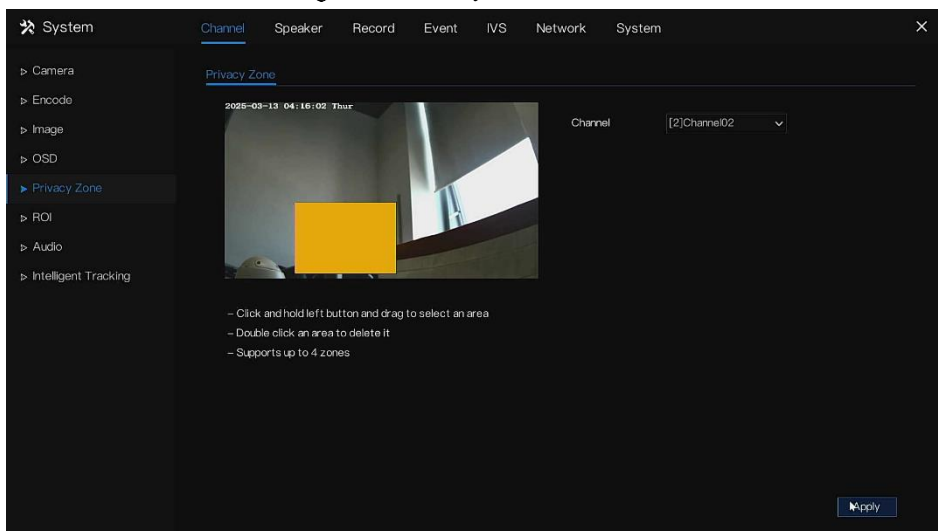 System
Channel Speaker Record Event IVS Network System
Camera
Privacy Zone
Encode
2025-03-13 04:16:02 Thur
Channel [2]Channel02
Image
OSD
Privacy Zone
ROI
Audio
Intelligent Tracking
– Click and hold left button and drag to select an area
– Double click an area to delete it
– Supports up to 4 zones
Apply